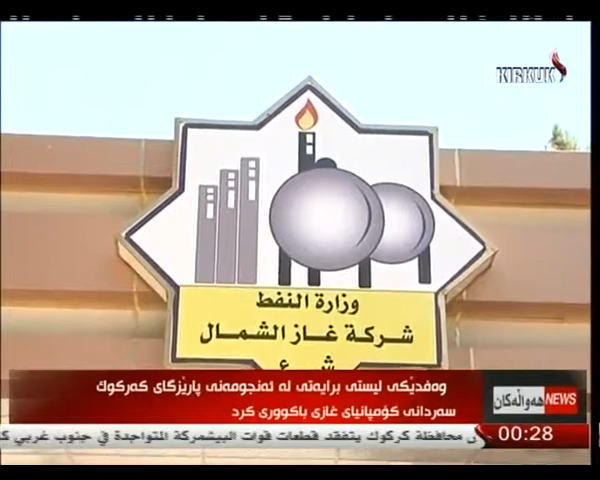 KIRKUK
وزارة النفط
شركة غاز الشمال
ش . ع
وەفدێکی لیستی برایەتی لە ئەنجومەنی پارێزگای کەرکوک
سەردانی کۆمپانیای غازی باکووری کرد
هەواڵەکان NEWS
00:28
محافظة كركوك يتفقد قطعات قوات البيشمركة المتواجدة في جنوب غربي